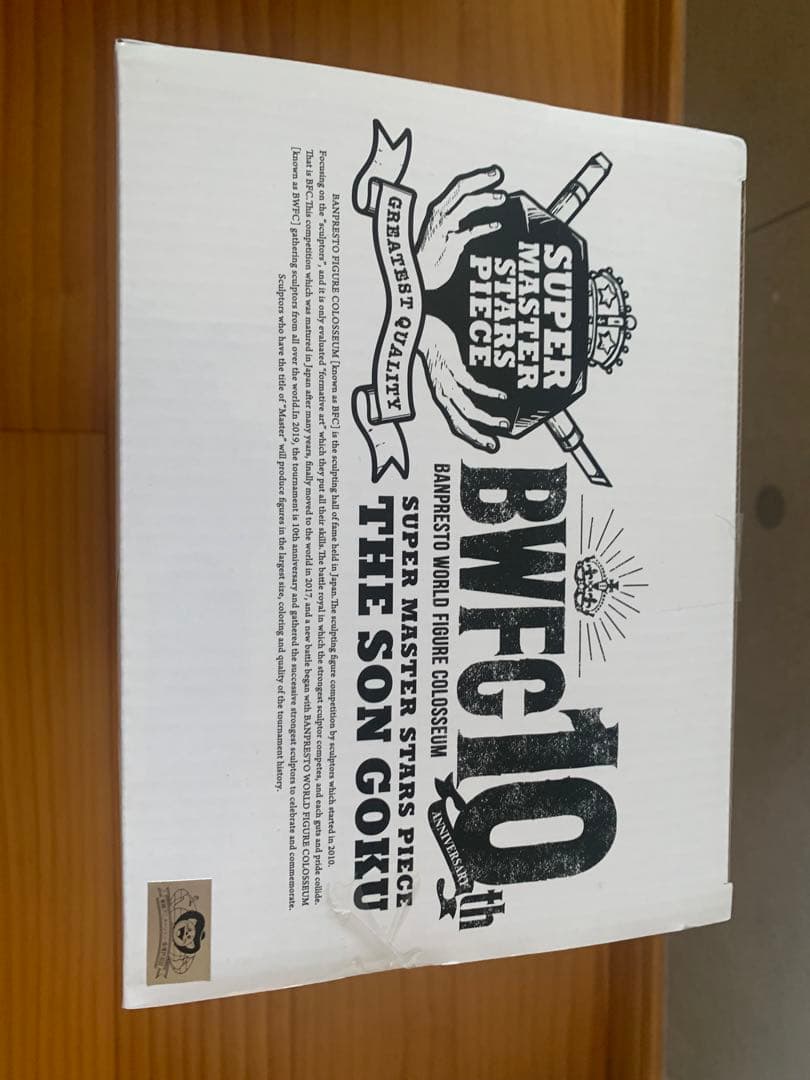 SUPER
MASTER
STARS
PIECE
GREATEST QUALITY
BWFC10th
ANNIVERSARY
BANPRESTO WORLD FIGURE COLOSSEUM
SUPER MASTER STARS PIECE
THE SON GOKU
BANPRESTO FIGURE COLOSSEUM [known as BFC] is the sculpting hall of fame held in Japan. The sculpting figure competition by sculptors which started in 2010.
Focusing on the "sculptors", and it is only evaluated "formative art" which they put all their skills. The battle royal in which the strongest sculptor competes, and each guts and pride collide.
That is BFC. This competition which was matured in Japan after many years, finally moved to the world in 2017, and a new battle began with BANPRESTO WORLD FIGURE COLOSSEUM
[known as BWFC] gathering sculptors from all over the world. In 2019, the tournament is 10th anniversary and gathered the successive strongest sculptors to celebrate and commemorate.
Sculptors who have the title of "Master" will produce figures in the largest size, coloring and quality of the tournament history.